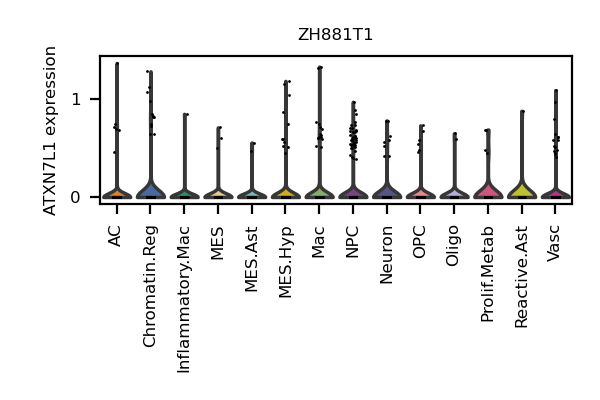 ZH881T1
ATXN7L1 expression
1
0
AC
Chromatin.Reg
Inflammatory.Mac
MES
MES.Ast
MES.Hyp
Mac
NPC
Neuron
OPC
Oligo
Prolif.Metab
Reactive.Ast
Vasc